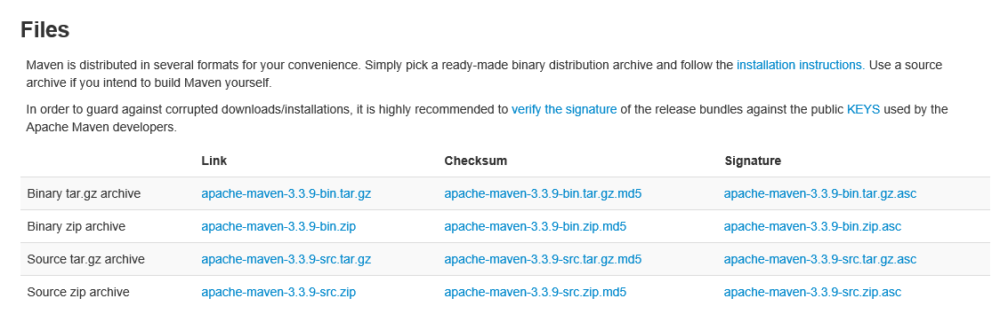 Files
Maven is distributed in several formats for your convenience. Simply pick a ready-made binary distribution archive and follow the installation instructions. Use a source
archive if you intend to build Maven yourself.
In order to guard against corrupted downloads/installations, it is highly recommended to verify the signature of the release bundles against the public KEYS used by the
Apache Maven developers.
Link Checksum Signature
Binary tar.gz archive apache-maven-3.3.9-bin.tar.gz apache-maven-3.3.9-bin.tar.gz.md5 apache-maven-3.3.9-bin.tar.gz.asc
Binary zip archive apache-maven-3.3.9-bin.zip apache-maven-3.3.9-bin.zip.md5 apache-maven-3.3.9-bin.zip.asc
Source tar.gz archive apache-maven-3.3.9-src.tar.gz apache-maven-3.3.9-src.tar.gz.md5 apache-maven-3.3.9-src.tar.gz.asc
Source zip archive apache-maven-3.3.9-src.zip apache-maven-3.3.9-src.zip.md5 apache-maven-3.3.9-src.zip.asc